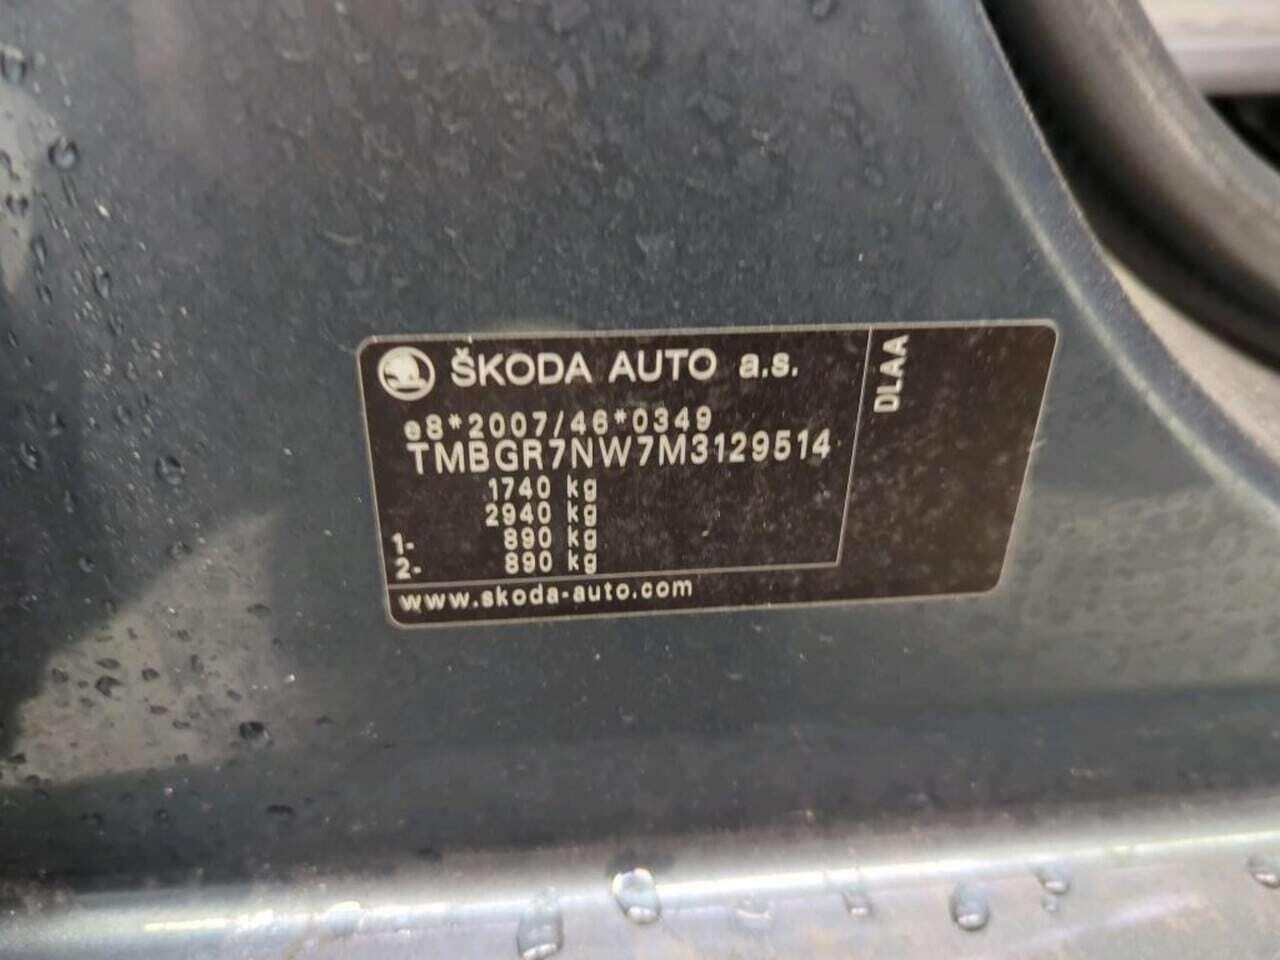 ŠKODA AUTO a.s.
e8*2007/46*0349
TMBGR7NW7M3129514
1740 kg
2940 kg
1- 890 kg
2- 890 kg
www.skoda-auto.com
DLAA